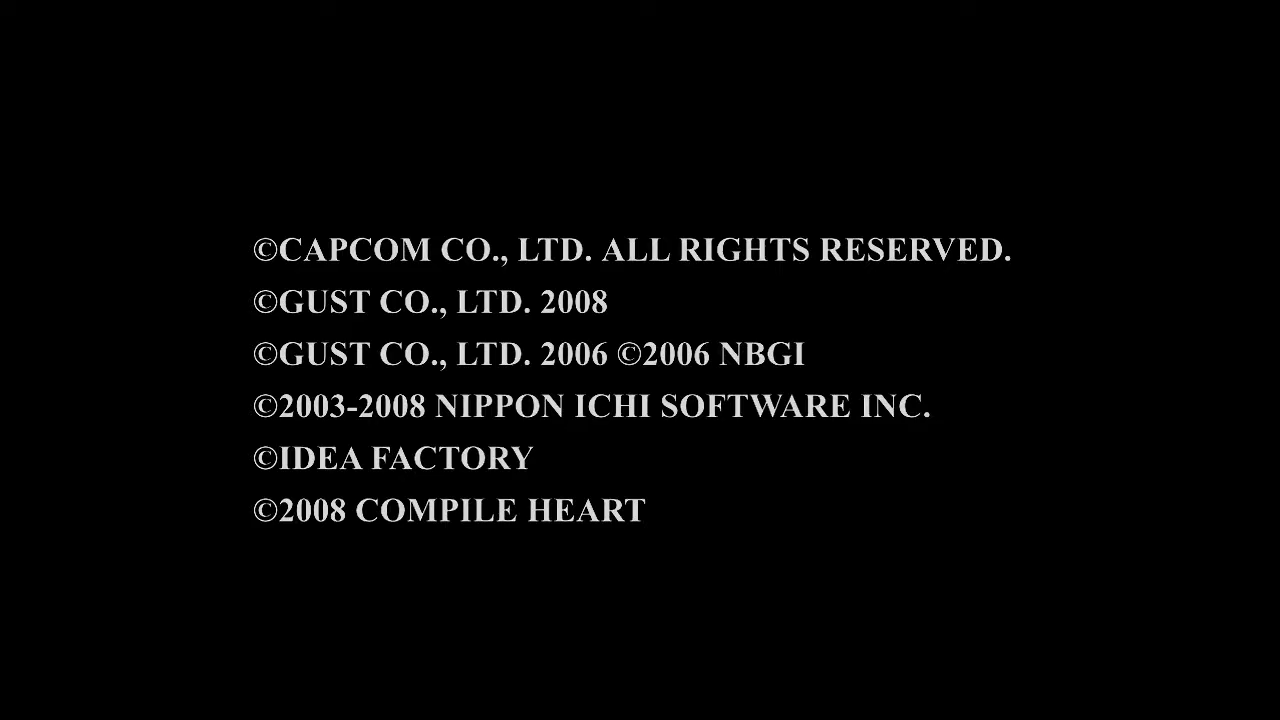 ©CAPCOM CO., LTD. ALL RIGHTS RESERVED.
©GUST CO., LTD. 2008
©GUST CO., LTD. 2006 ©2006 NBGI
©2003-2008 NIPPON ICHI SOFTWARE INC.
©IDEA FACTORY
©2008 COMPILE HEART